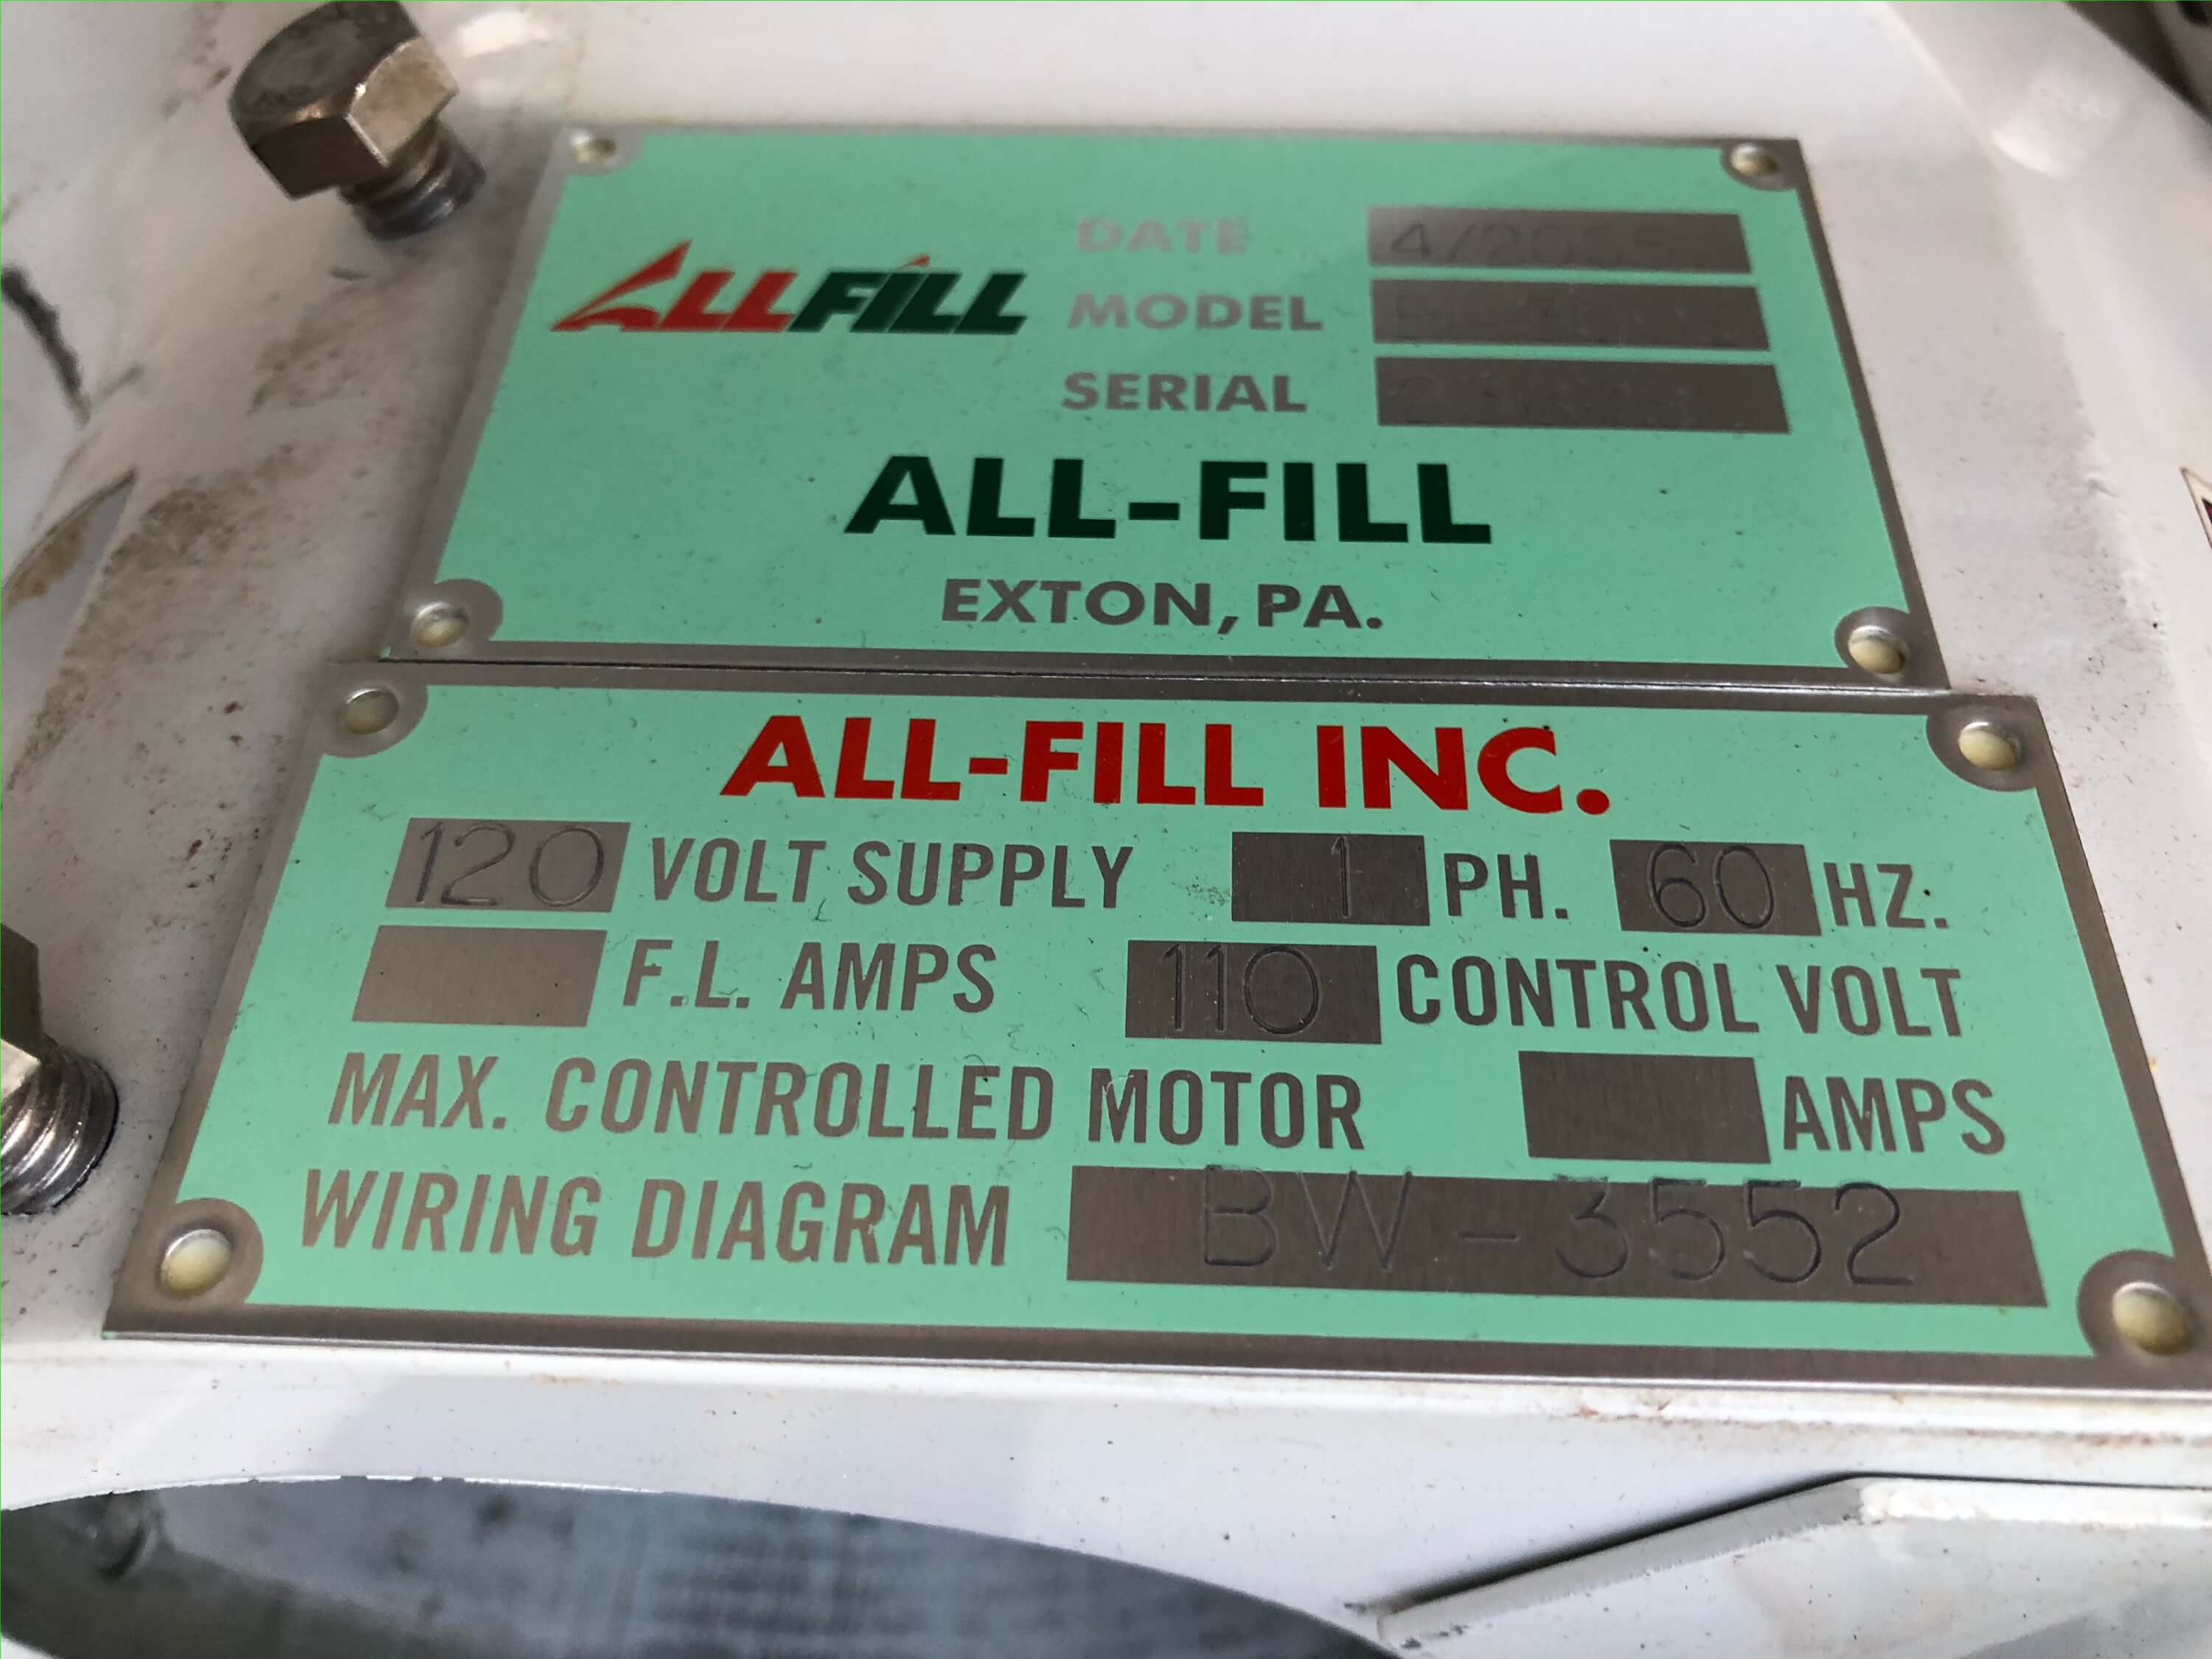 ALLFILL
DATE
MODEL
SERIAL
ALL-FILL
EXTON, PA.
ALL-FILL INC.
120 VOLT SUPPLY 1 PH. 60 HZ.
F.L. AMPS 110 CONTROL VOLT
MAX. CONTROLLED MOTOR AMPS
WIRING DIAGRAM BW-3552